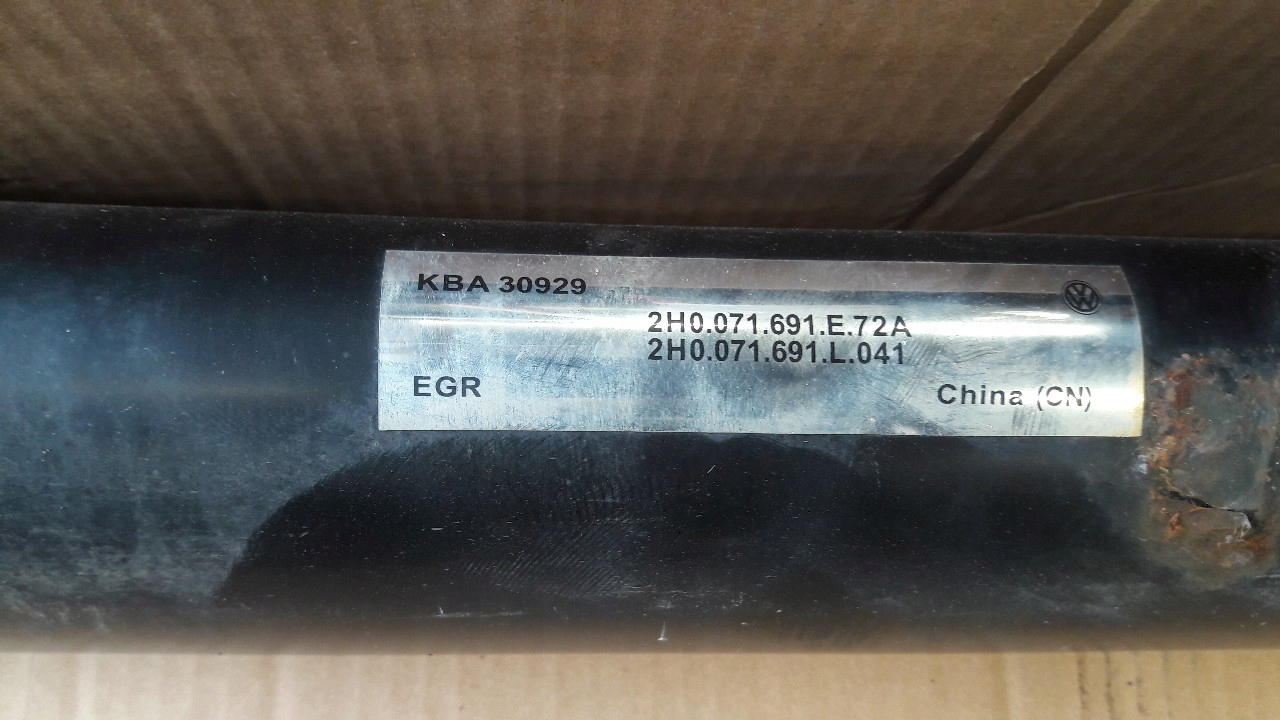 KBA 30929
2H0.071.691.E.72A
2H0.071.691.L.041
EGR
China (CN)